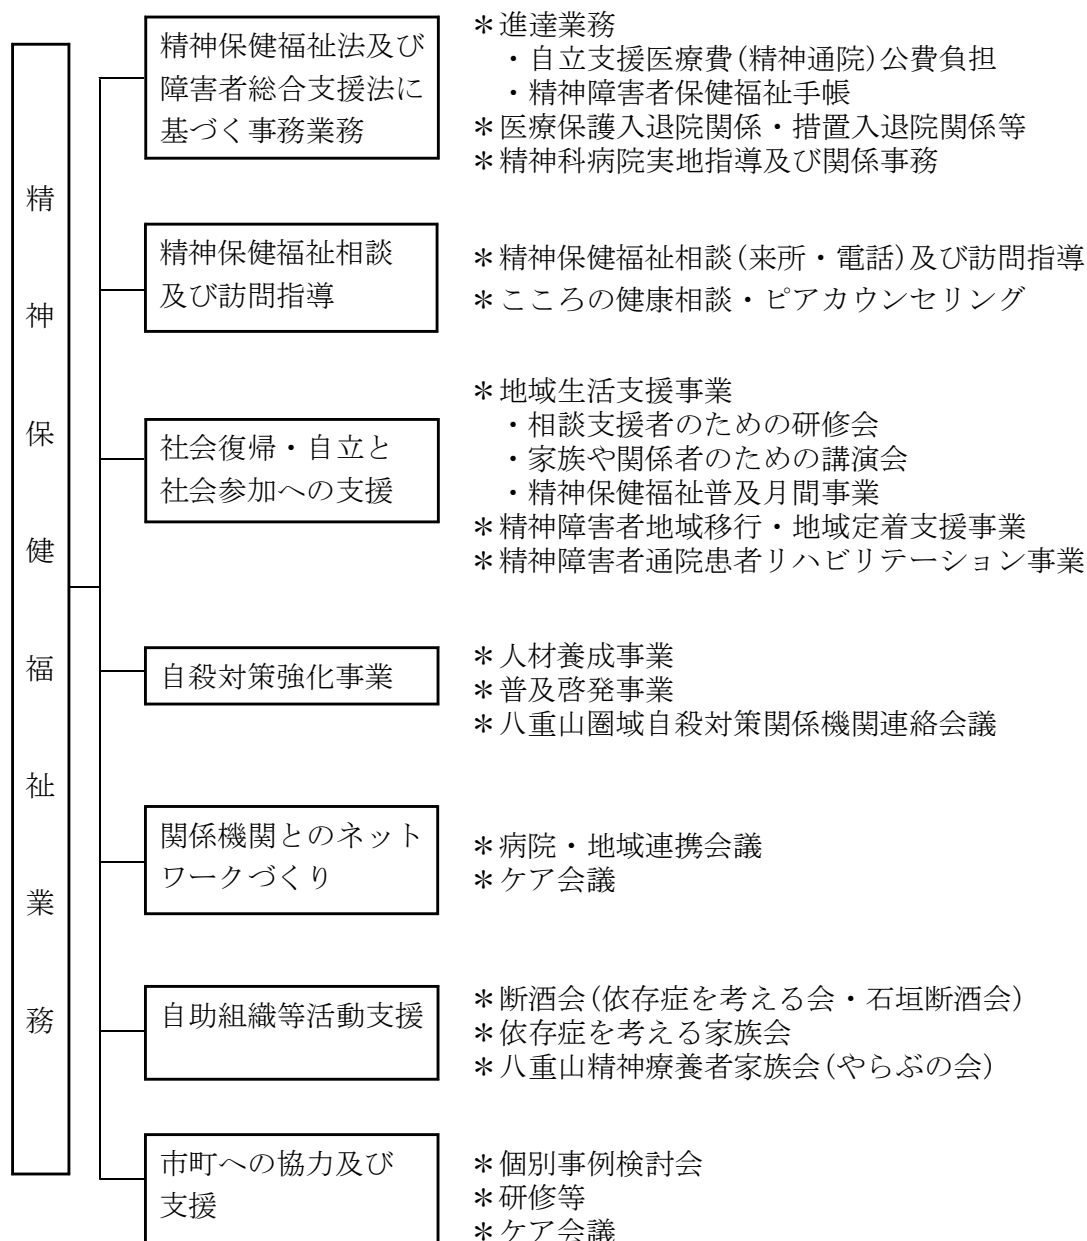 精神保健福祉業務
精神保健福祉法及び
障害者総合支援法に
基づく事務業務
＊進達業務
・自立支援医療費(精神通院)公費負担
・精神障害者保健福祉手帳
＊医療保護入退院関係・措置入退院関係等
＊精神科病院実地指導及び関係事務
精神保健福祉相談
及び訪問指導
＊精神保健福祉相談(来所・電話)及び訪問指導
＊こころの健康相談・ピアカウンセリング
社会復帰・自立と
社会参加への支援
＊地域生活支援事業
・相談支援者のための研修会
・家族や関係者のための講演会
・精神保健福祉普及月間事業
＊精神障害者地域移行・地域定着支援事業
＊精神障害者通院患者リハビリテーション事業
自殺対策強化事業
＊人材養成事業
＊普及啓発事業
＊八重山圏域自殺対策関係機関連絡会議
関係機関とのネット
ワークづくり
＊病院・地域連携会議
＊ケア会議
自助組織等活動支援
＊断酒会(依存症を考える会・石垣断酒会)
＊依存症を考える家族会
＊八重山精神療養者家族会(やらぶの会)
市町への協力及び
支援
＊個別事例検討会
＊研修等
＊ケア会議